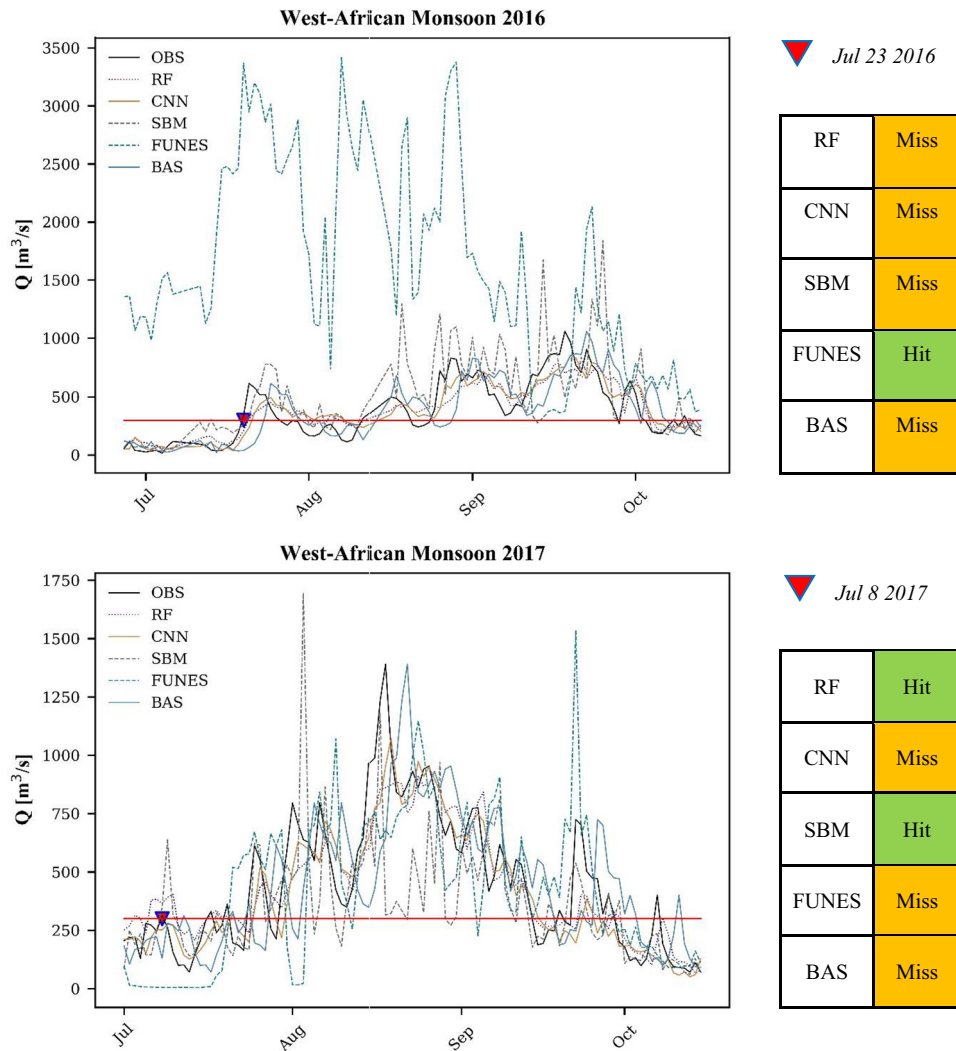 West-African Monsoon 2016
Q [m³/s]
3500
3000
2500
2000
1500
1000
500
0
OBS
RF
CNN
SBM
FUNES
BAS
Jul
Aug
Sep
Oct
Jul 23 2016
RF Miss
CNN Miss
SBM Miss
FUNES Hit
BAS Miss
West-African Monsoon 2017
Q [m³/s]
1750
1500
1250
1000
750
500
250
0
OBS
RF
CNN
SBM
FUNES
BAS
Jul
Aug
Sep
Oct
Jul 8 2017
RF Hit
CNN Miss
SBM Hit
FUNES Miss
BAS Miss